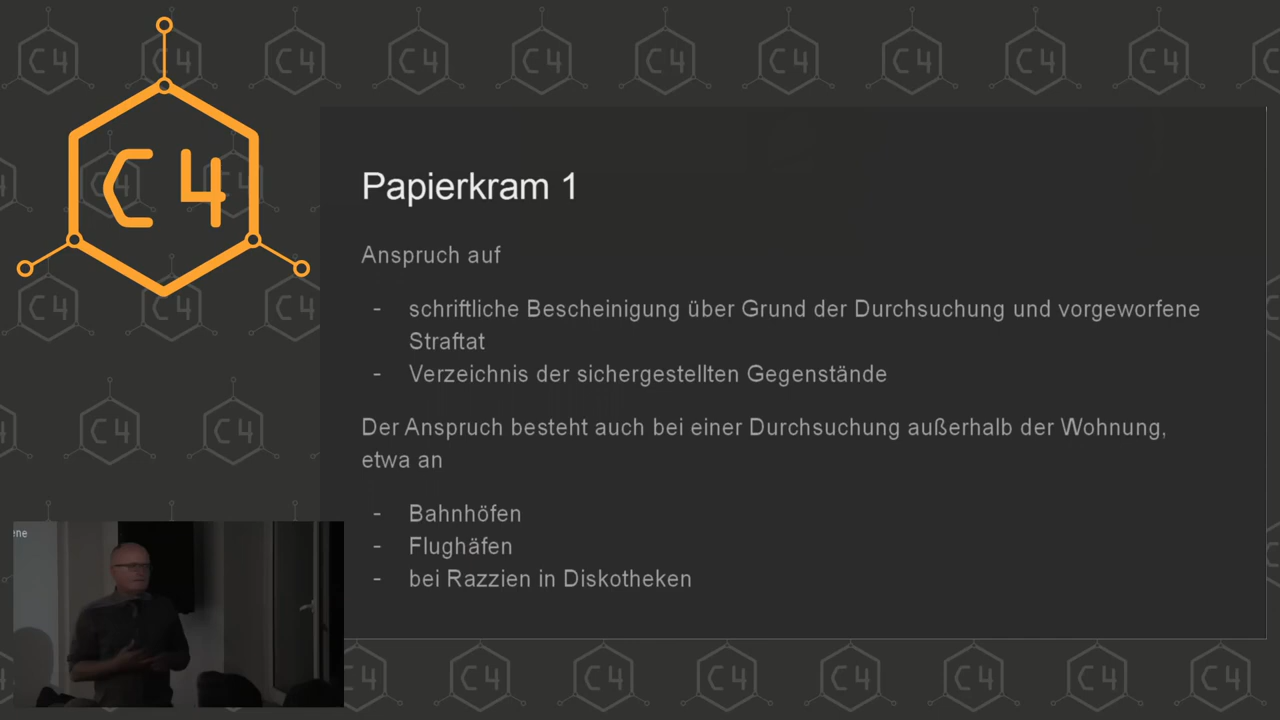 C4
Papierkram 1
Anspruch auf
- schriftliche Bescheinigung über Grund der Durchsuchung und vorgeworfene
Straftat
- Verzeichnis der sichergestellten Gegenstände
Der Anspruch besteht auch bei einer Durchsuchung außerhalb der Wohnung,
etwa an
- Bahnhöfen
- Flughäfen
- bei Razzien in Diskotheken
ene